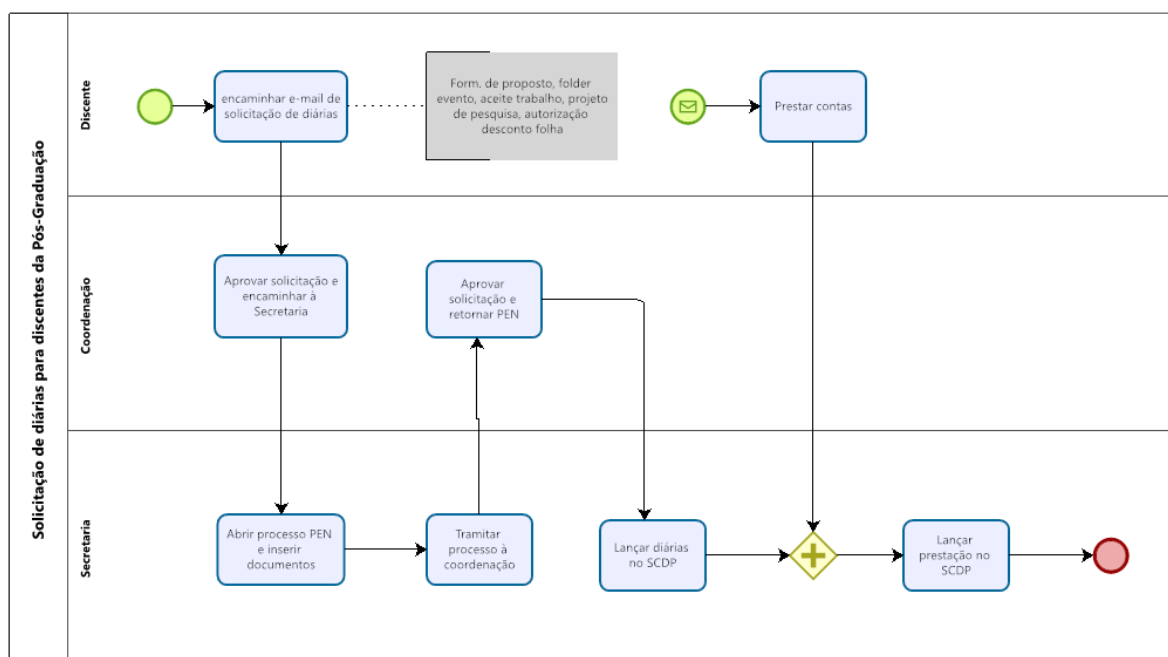 Solicitação de diárias para discentes da Pós-Graduação
Discente
encaminhar e-mail de
solicitação de diárias
Form. de proposto, folder
evento, aceite trabalho, projeto
de pesquisa, autorização
desconto folha
Prestar contas
Coordenação
Aprovar solicitação e
encaminhar à
Secretaria
Aprovar
solicitação e
retornar PEN
Secretaria
Abrir processo PEN
e inserir
documentos
Tramitar
processo à
coordenação
Lançar diárias
no SCDP
Lançar
prestação no
SCDP